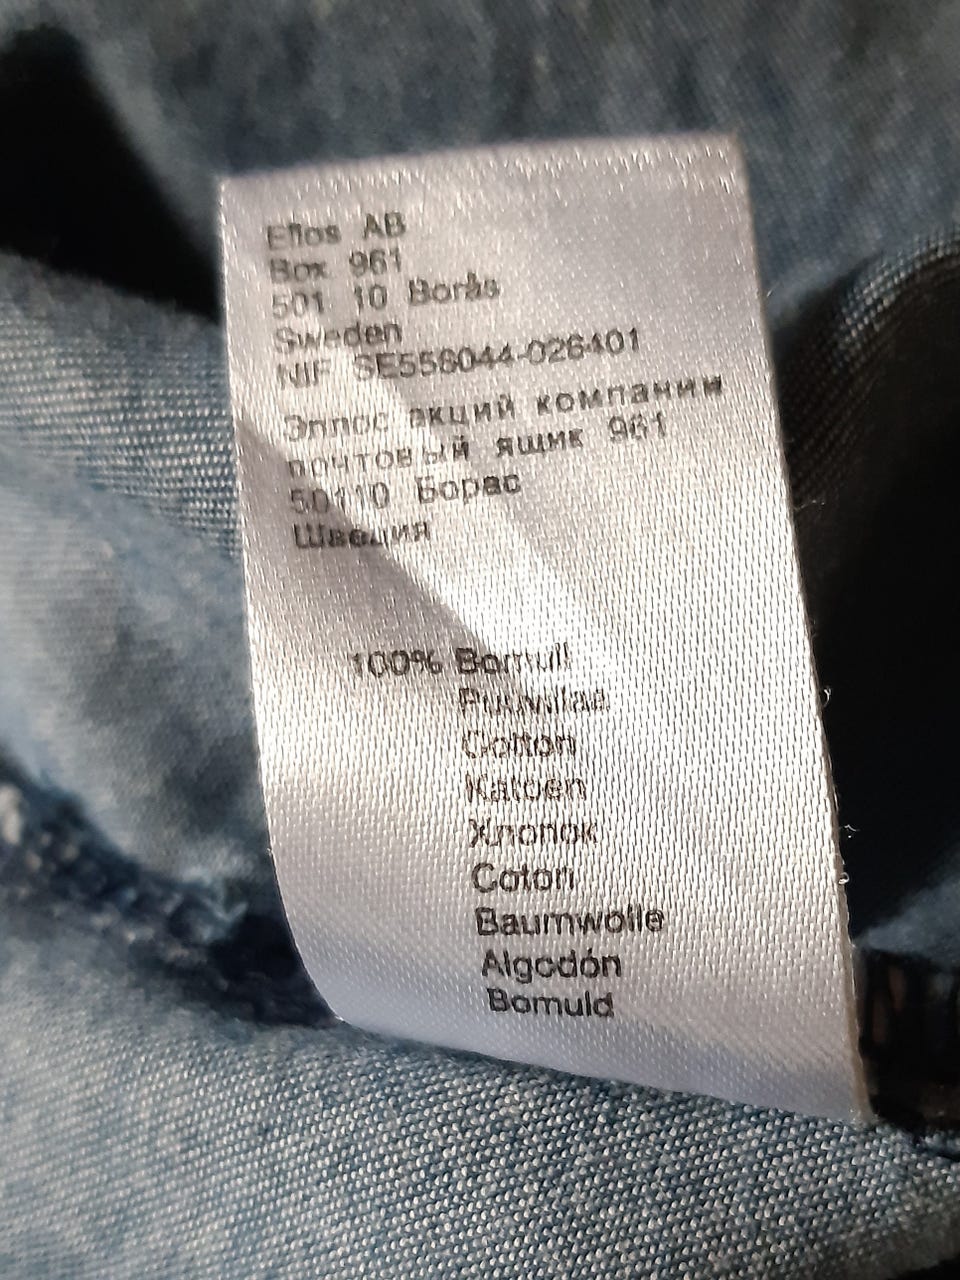 Ellos AB
Box 961
501 10 Borås
Sweden
NIF SE556044-026401
Эллос акций компании
почтовый ящик 961
50110 Борас
Швеция
100% Bomull
Puuvillaa
Cotton
Katoen
Хлопок
Coton
Baumwolle
Algodón
Bomuld